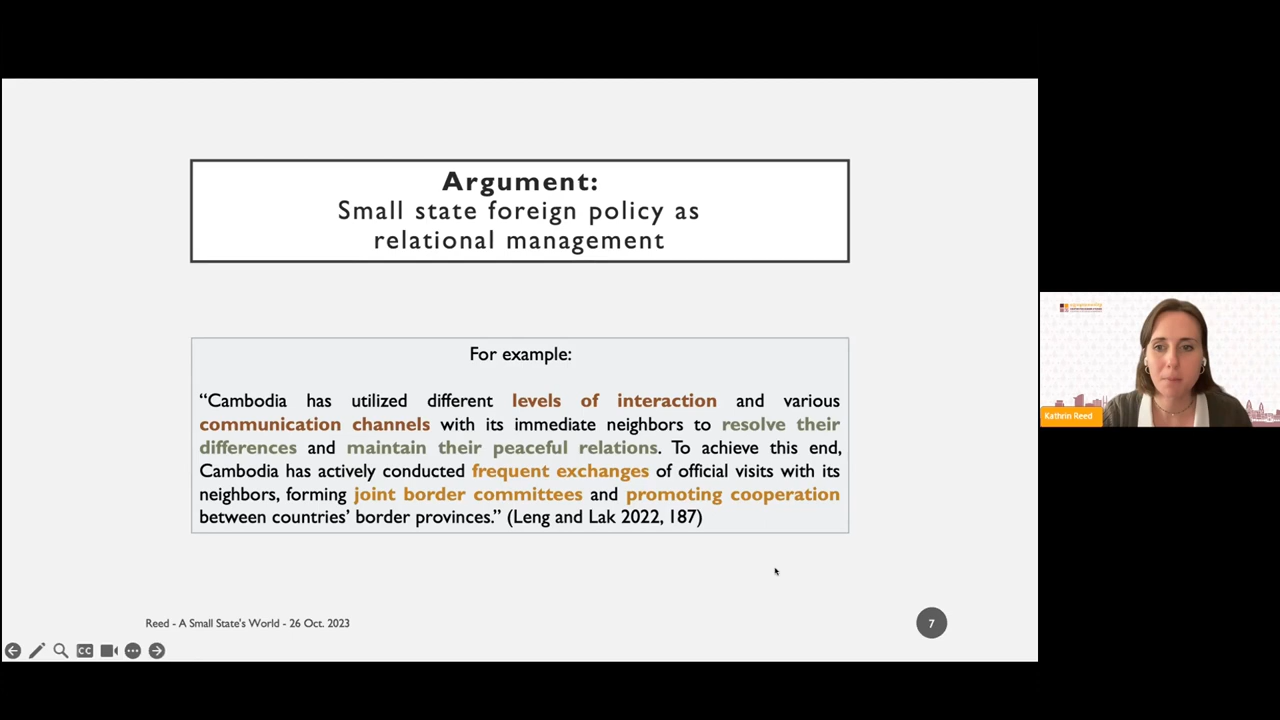 Argument:
Small state foreign policy as
relational management
For example:
“Cambodia has utilized different levels of interaction and various
communication channels with its immediate neighbors to resolve their
differences and maintain their peaceful relations. To achieve this end,
Cambodia has actively conducted frequent exchanges of official visits with its
neighbors, forming joint border committees and promoting cooperation
between countries’ border provinces.” (Leng and Lak 2022, 187)
Reed - A Small State's World - 26 Oct. 2023
7
CC
Kathrin Reed